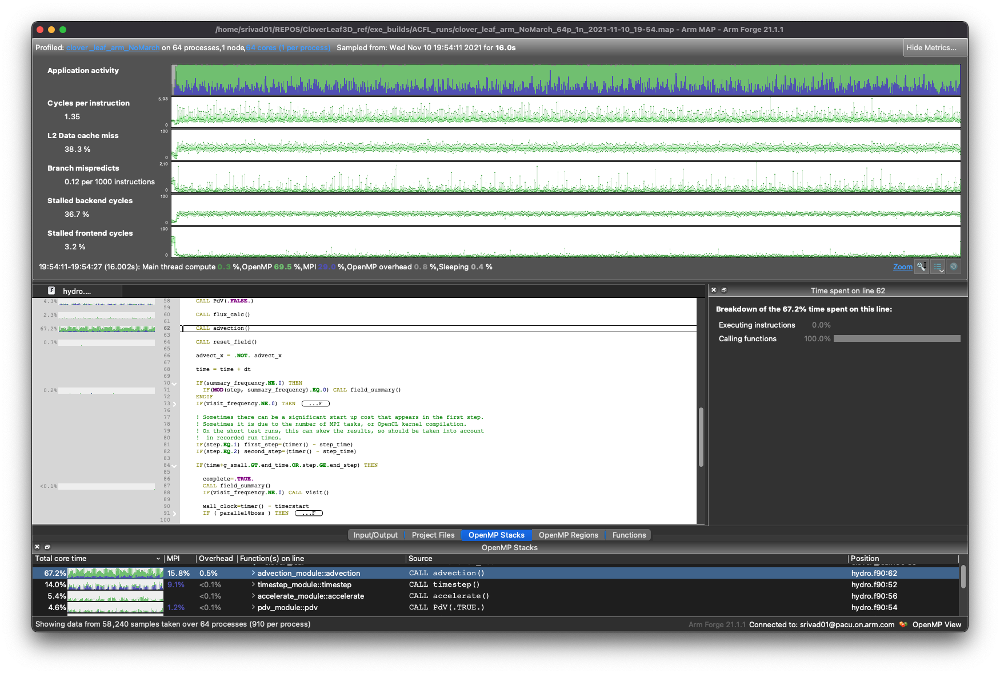 /home/srivad01/REPOS/CloverLeaf3D_ref/exe_builds/ACFL_runs/clover_leaf_arm_NoMarch_64p_1n_2021-11-10_19-54.map - Arm MAP - Arm Forge 21.1.1
Profiled: clover_leaf_arm_NoMarch on 64 processes,1 node,64 cores (1 per process) Sampled from: Wed Nov 10 19:54:11 2021 for 16.0s
Hide Metrics...
Application activity
Cycles per instruction
1.35
5.03
0
L2 Data cache miss
38.3 %
100
0
Branch mispredicts
0.12 per 1000 instructions
2.10
0
Stalled backend cycles
36.7 %
100
0
Stalled frontend cycles
3.2 %
100
0
19:54:11-19:54:27 (16.002s): Main thread compute 0.3 %,OpenMP 69.5 %,MPI 29.0 %,OpenMP overhead 0.8 %,Sleeping 0.4 %
Zoom
hydro....
4.3% 58 CALL PdV(.FALSE.)
59
2.3% 60 CALL flux_calc()
61
67.2% 62 CALL advection()
63
0.7% 64 CALL reset_field()
65
66 advect_x = .NOT. advect_x
67
68 time = time + dt
69
70 IF(summary_frequency.NE.0) THEN
0.2% 71 IF(MOD(step, summary_frequency).EQ.0) CALL field_summary()
72 ENDIF
73 IF(visit_frequency.NE.0) THEN ...F
76
77 ! Sometimes there can be a significant start up cost that appears in the first step.
78 ! Sometimes it is due to the number of MPI tasks, or OpenCL kernel compilation.
79 ! On the short test runs, this can skew the results, so should be taken into account
80 ! in recorded run times.
81 IF(step.EQ.1) first_step=(timer() - step_time)
82 IF(step.EQ.2) second_step=(timer() - step_time)
83
84 IF(time+g_small.GT.end_time.OR.step.GE.end_step) THEN
85
86 complete=.TRUE.
<0.1% 87 CALL field_summary()
88 IF(visit_frequency.NE.0) CALL visit()
89
90 wall_clock=timer() - timerstart
91 IF ( parallel%boss ) THEN ...F
100
Time spent on line 62
Breakdown of the 67.2% time spent on this line:
Executing instructions 0.0%
Calling functions 100.0%
Input/Output Project Files OpenMP Stacks OpenMP Regions Functions
OpenMP Stacks
Total core time MPI Overhead Function(s) on line Source Position
67.2% 15.8% 0.5% advection_module::advection CALL advection() hydro.f90:62
14.0% 9.1% <0.1% timestep_module::timestep CALL timestep() hydro.f90:52
5.4% <0.1% accelerate_module::accelerate CALL accelerate() hydro.f90:56
4.6% 1.2% <0.1% pdv_module::pdv CALL PdV(.TRUE.) hydro.f90:54
Showing data from 58,240 samples taken over 64 processes (910 per process)
Arm Forge 21.1.1 Connected to: srivad01@pacu.on.arm.com OpenMP View